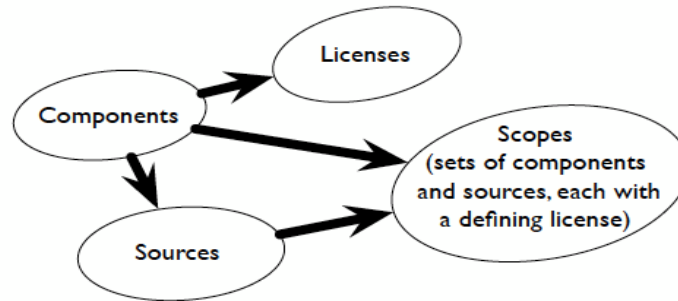 Licenses
Components
Scopes
(sets of components
and sources, each with
a defining license)
Sources